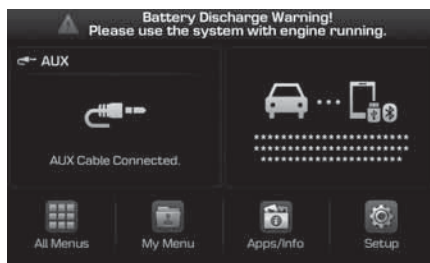 Battery Discharge Warning!
Please use the system with engine running.
AUX
AUX Cable Connected.
***********************
***********************
*********************
All Menus
My Menu
Apps/Info
Setup